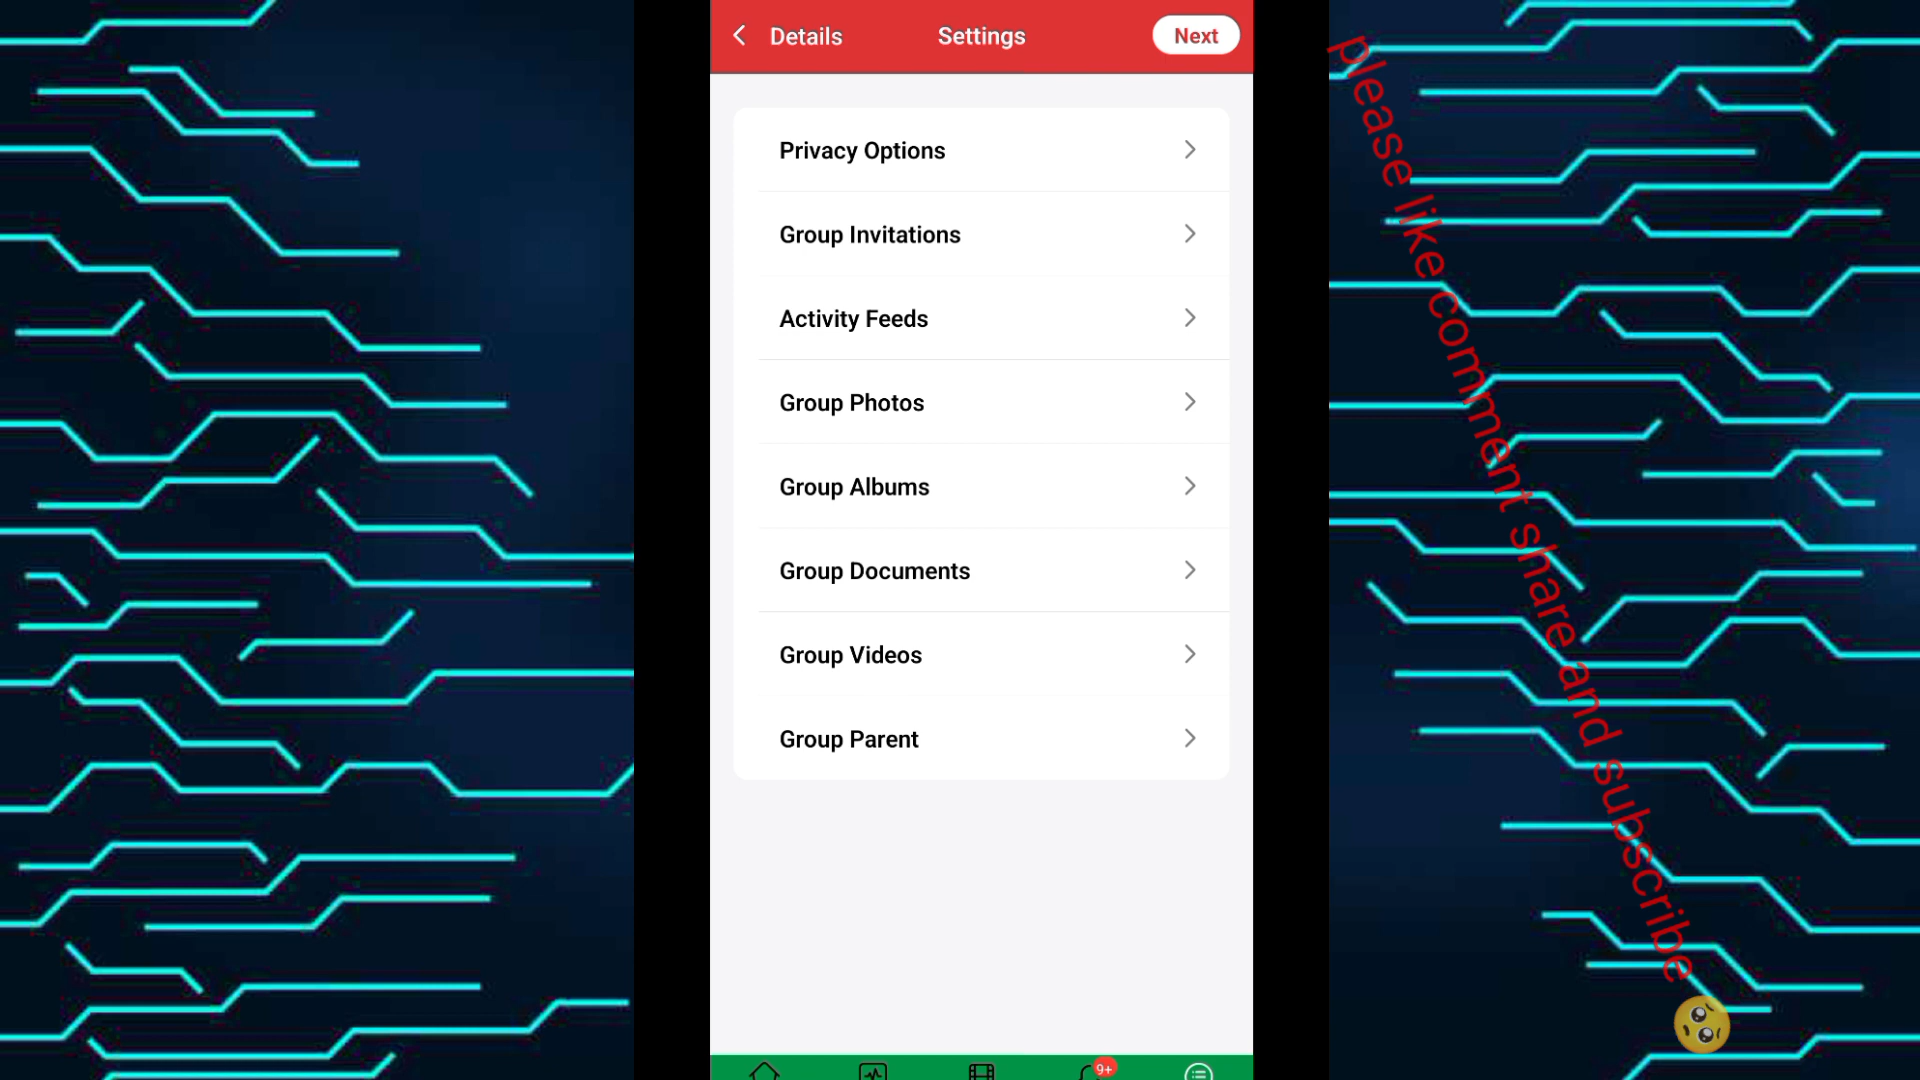 Details
Settings
Next
Privacy Options
Group Invitations
Activity Feeds
Group Photos
Group Albums
Group Documents
Group Videos
Group Parent
9+
please like comment share and subscribe